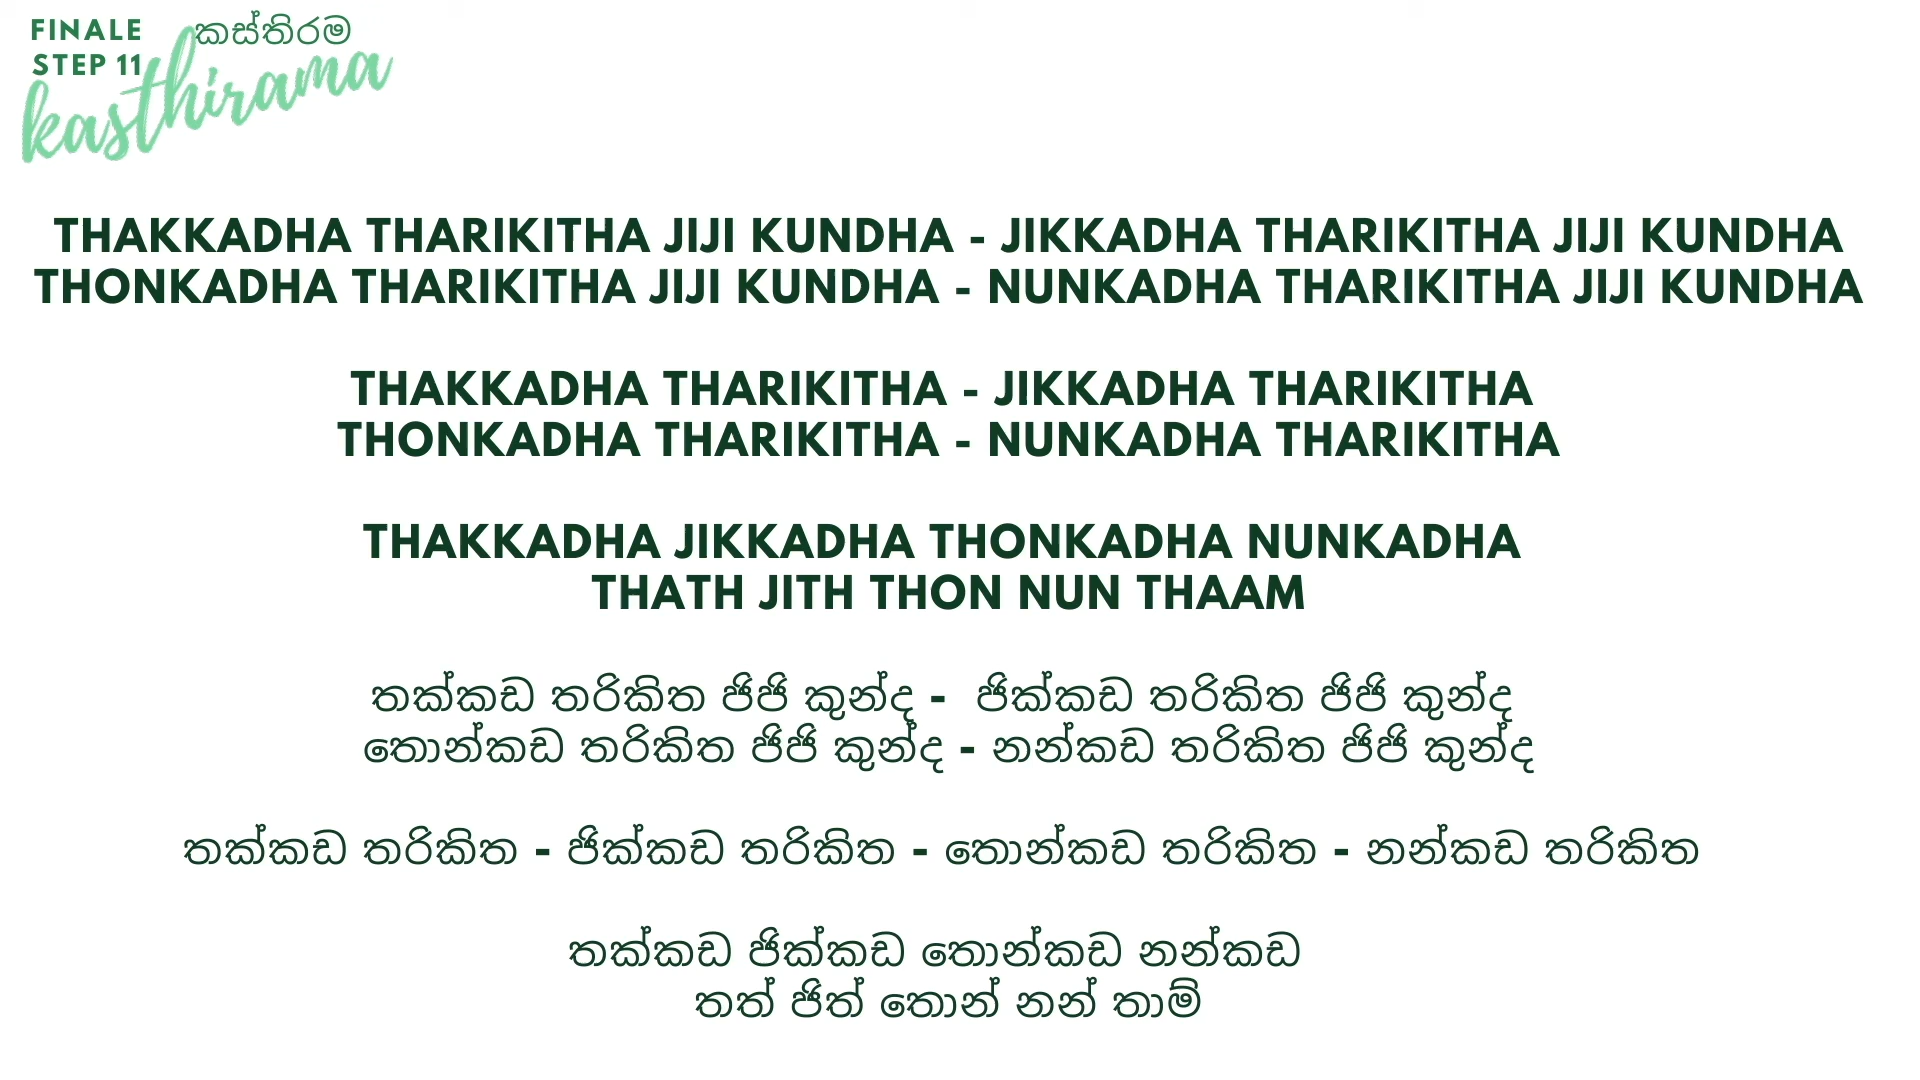 FINALE
STEP 11
කස්තිරම
kasthirama
THAKKADHA THARIKITHA JIJI KUNDHA - JIKKADHA THARIKITHA JIJI KUNDHA
THONKADHA THARIKITHA JIJI KUNDHA - NUNKADHA THARIKITHA JIJI KUNDHA
THAKKADHA THARIKITHA - JIKKADHA THARIKITHA
THONKADHA THARIKITHA - NUNKADHA THARIKITHA
THAKKADHA JIKKADHA THONKADHA NUNKADHA
THATH JITH THON NUN THAAM
තක්කඩ තරිකිත ජිජි කුන්ද - ජික්කඩ තරිකිත ජිජි කුන්ද
තොන්කඩ තරිකිත ජිජි කුන්ද - නන්කඩ තරිකිත ජිජි කුන්ද
තක්කඩ තරිකිත - ජික්කඩ තරිකිත - තොන්කඩ තරිකිත - නන්කඩ තරිකිත
තක්කඩ ජික්කඩ තොන්කඩ නන්කඩ
තත් ජිත් තොන් නන් තාම්